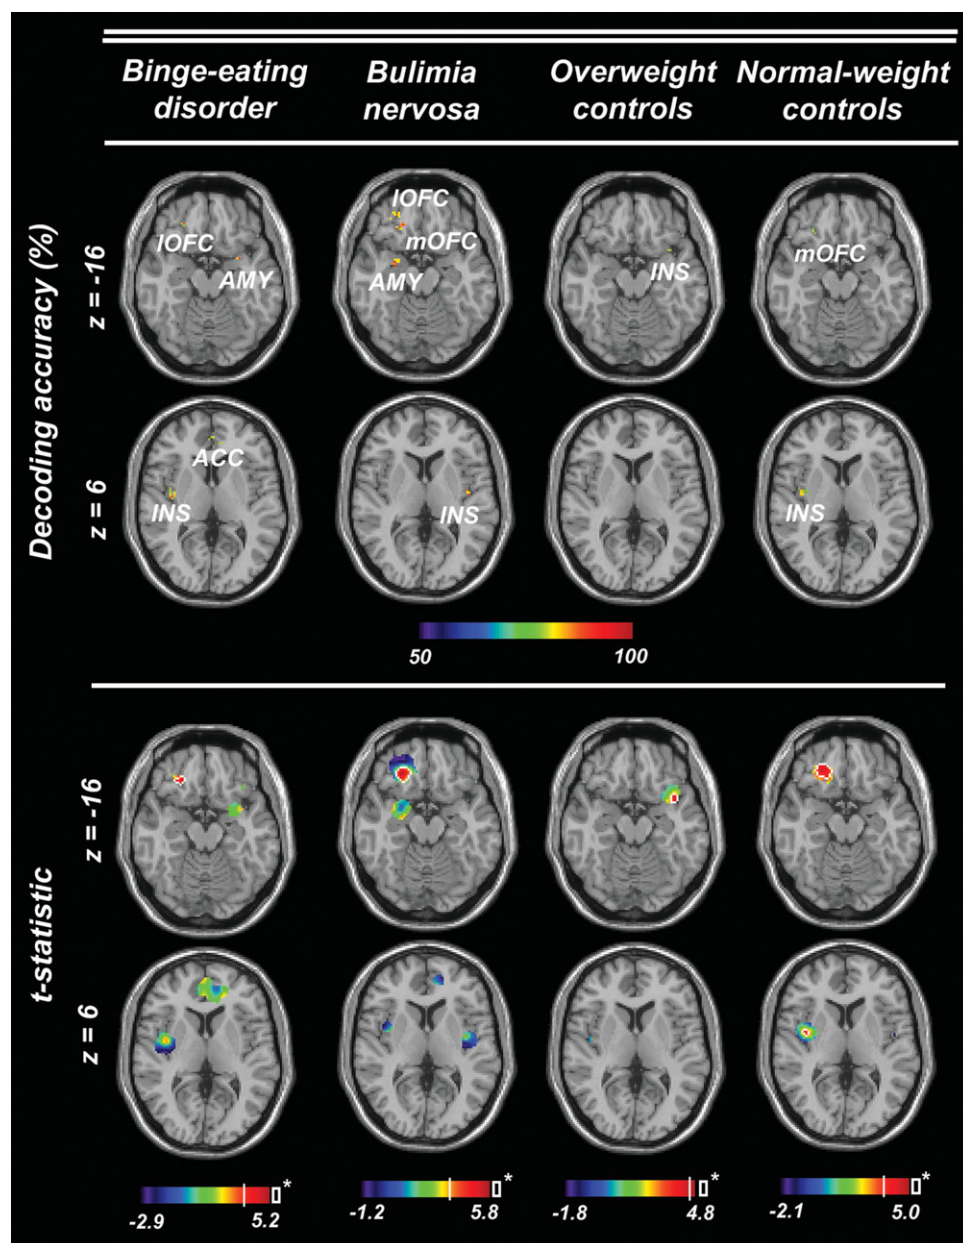 Binge-eating disorder
Bulimia nervosa
Overweight controls
Normal-weight controls
Decoding accuracy (%)
z = -16
lOFC
AMY
lOFC
mOFC
AMY
INS
mOFC
z = 6
ACC
INS
INS
INS
50
100
t-statistic
z = -16
z = 6
*
-2.9
5.2
*
-1.2
5.8
*
-1.8
4.8
*
-2.1
5.0